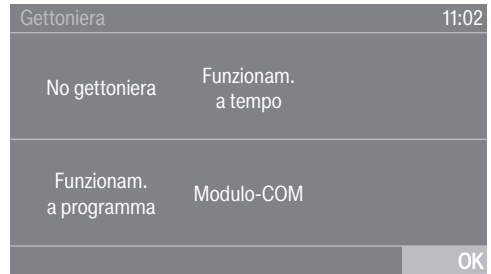 Gettoniera 11:02
No gettoniera
Funzionam.
a tempo
Funzionam.
a programma
Modulo-COM
OK